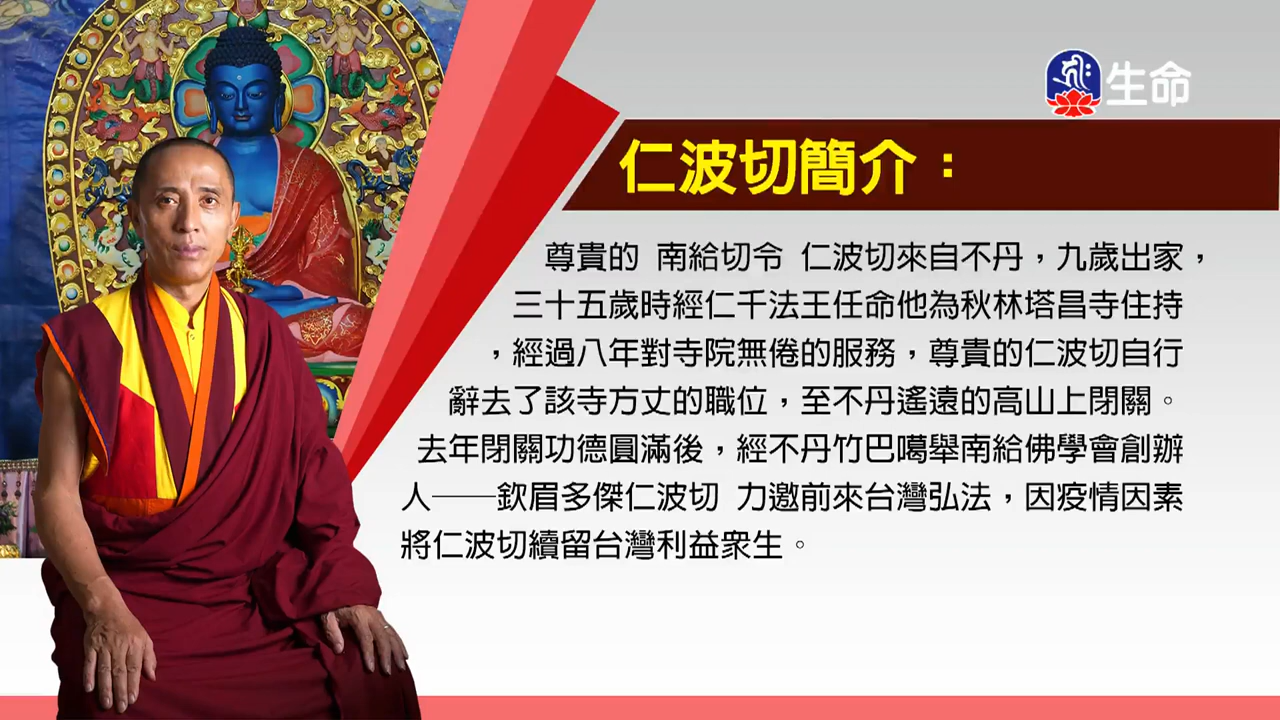 生命
仁波切簡介：
尊貴的 南給切令 仁波切來自不丹，九歲出家，
三十五歲時經仁千法王任命他為秋林塔昌寺住持
，經過八年對寺院無倦的服務，尊貴的仁波切自行
辭去了該寺方丈的職位，至不丹遙遠的高山上閉關。
去年閉關功德圓滿後，經不丹竹巴噶舉南給佛學會創辦
人──欽眉多傑仁波切 力邀前來台灣弘法，因疫情因素
將仁波切續留台灣利益眾生。